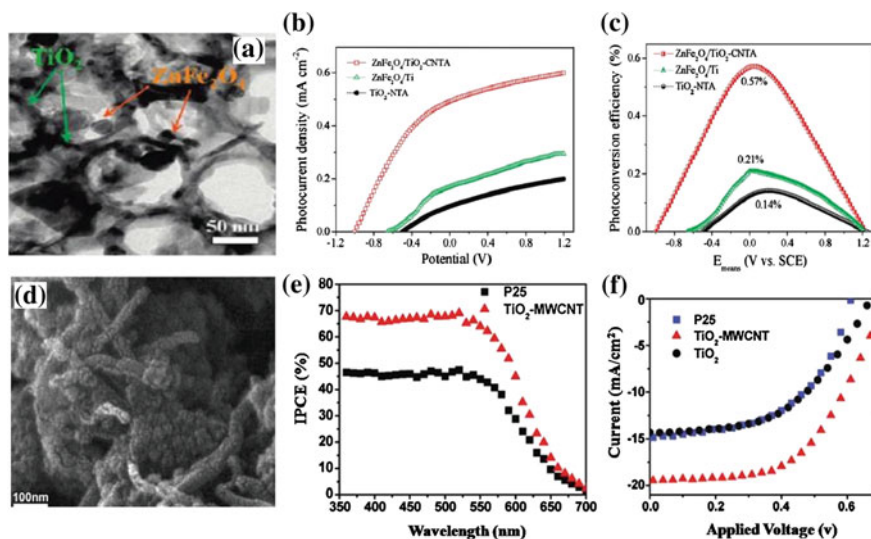 (a)
TiO₂
ZnFe₂O₄
50 nm
(b)
Photocurrent density (mA cm⁻²)
0.6
0.4
0.2
0.0
ZnFe₂O₄/TiO₂-CNTA
ZnFe₂O₄/Ti
TiO₂-NTA
-1.2 -0.8 -0.4 0.0 0.4 0.8 1.2
Potential (V)
(c)
Photoconversion efficiency (%)
0.6
0.4
0.2
0.0
ZnFe₂O₄/TiO₂-CNTA
ZnFe₂O₄/Ti
TiO₂-NTA
0.57%
0.21%
0.14%
-0.8 -0.4 0.0 0.4 0.8 1.2
E means (V vs. SCE)
(d)
100nm
(e)
P25
TiO₂-MWCNT
IPCE (%)
80
70
60
50
40
30
20
10
0
360 400 450 500 550 600 650 700
Wavelength (nm)
(f)
Current (mA/cm²)
0
-5
-10
-15
-20
P25
TiO₂-MWCNT
TiO₂
0.0 0.2 0.4 0.6
Applied Voltage (v)